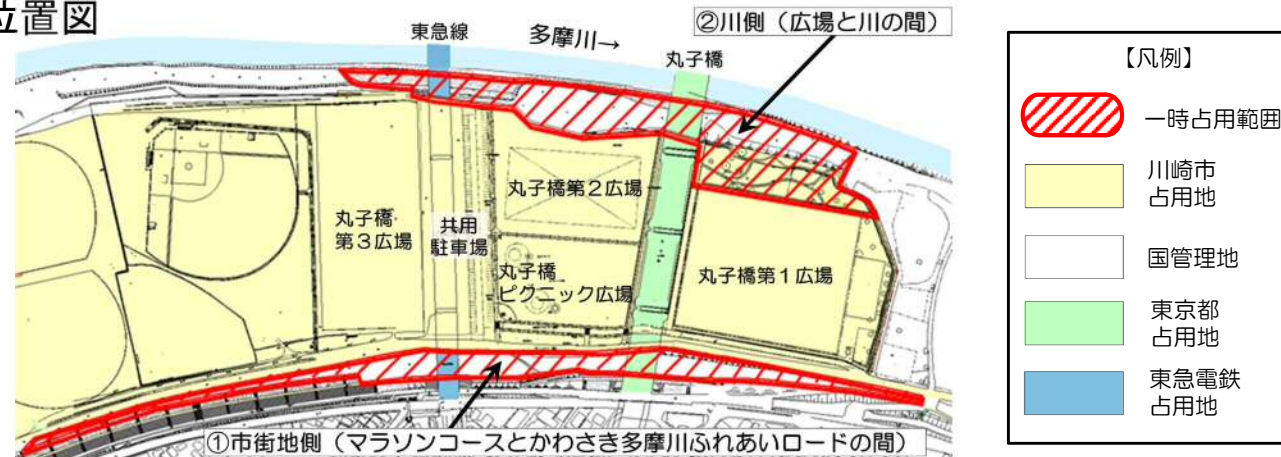 位置図
②川側（広場と川の間）
東急線
多摩川→
丸子橋
丸子橋第２広場
丸子橋
第３広場
共用
駐車場
丸子橋
ピクニック広場
丸子橋第１広場
①市街地側（マラソンコースとかわさき多摩川ふれあいロードの間）
【凡例】
一時占用範囲
川崎市
占用地
国管理地
東京都
占用地
東急電鉄
占用地